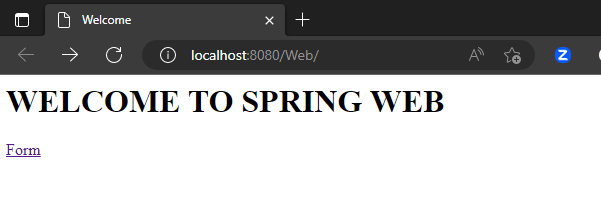 Welcome
localhost:8080/Web/
WELCOME TO SPRING WEB
Form